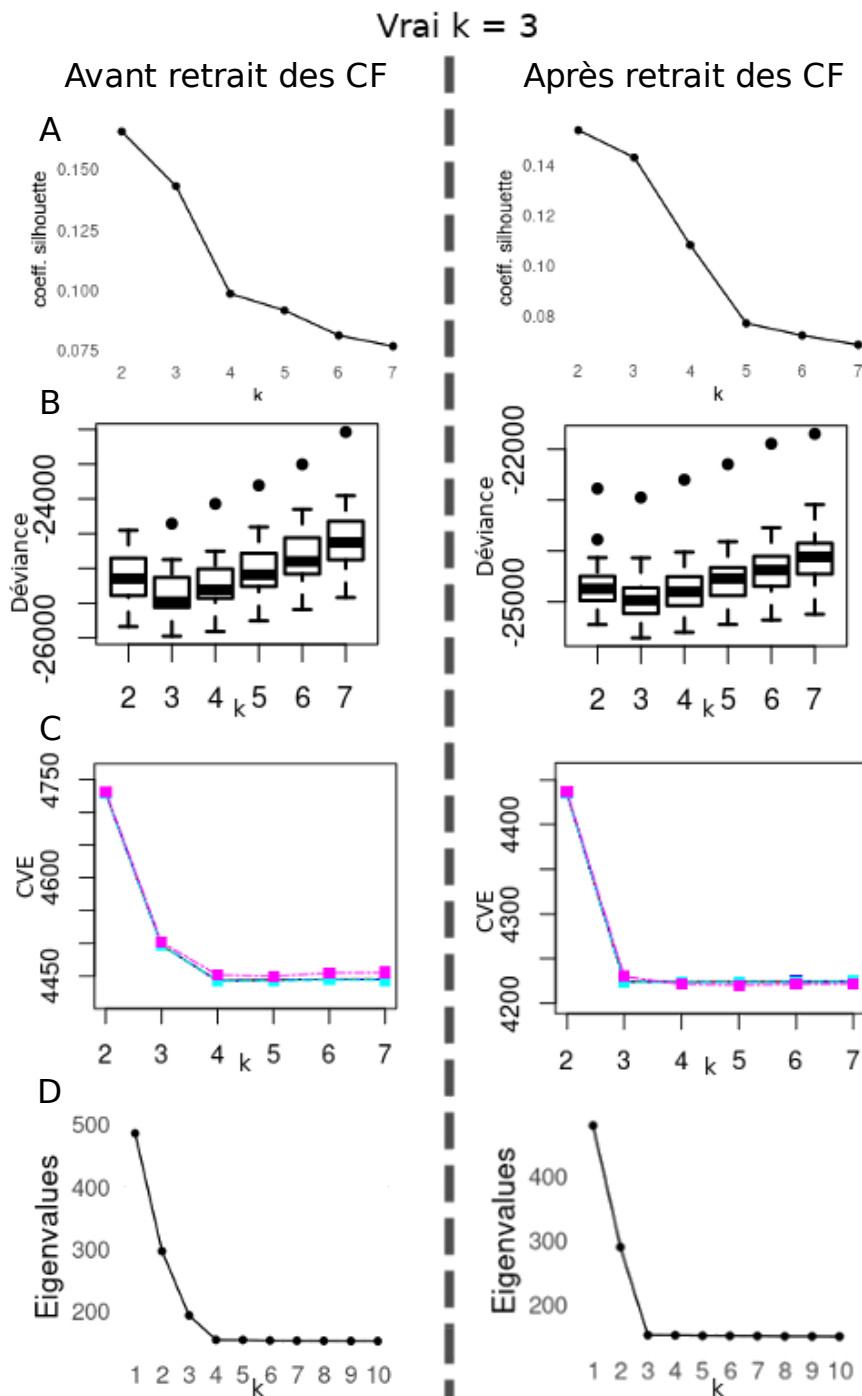 Vrai k = 3
Avant retrait des CF
Après retrait des CF
A
coeff. silhouette
0.150
0.125
0.100
0.075
2 3 4 5 6 7
k
coeff. silhouette
0.14
0.12
0.10
0.08
2 3 4 5 6 7
k
B
Déviance
-24000
-26000
2 3 4 5 6 7
k
Déviance
-22000
-25000
2 3 4 5 6 7
k
C
CVE
4750
4600
4450
2 3 4 5 6 7
k
CVE
4400
4300
4200
2 3 4 5 6 7
k
D
Eigenvalues
500
400
300
200
1 2 3 4 5 6 7 8 9 10
k
Eigenvalues
400
300
200
1 2 3 4 5 6 7 8 9 10
k